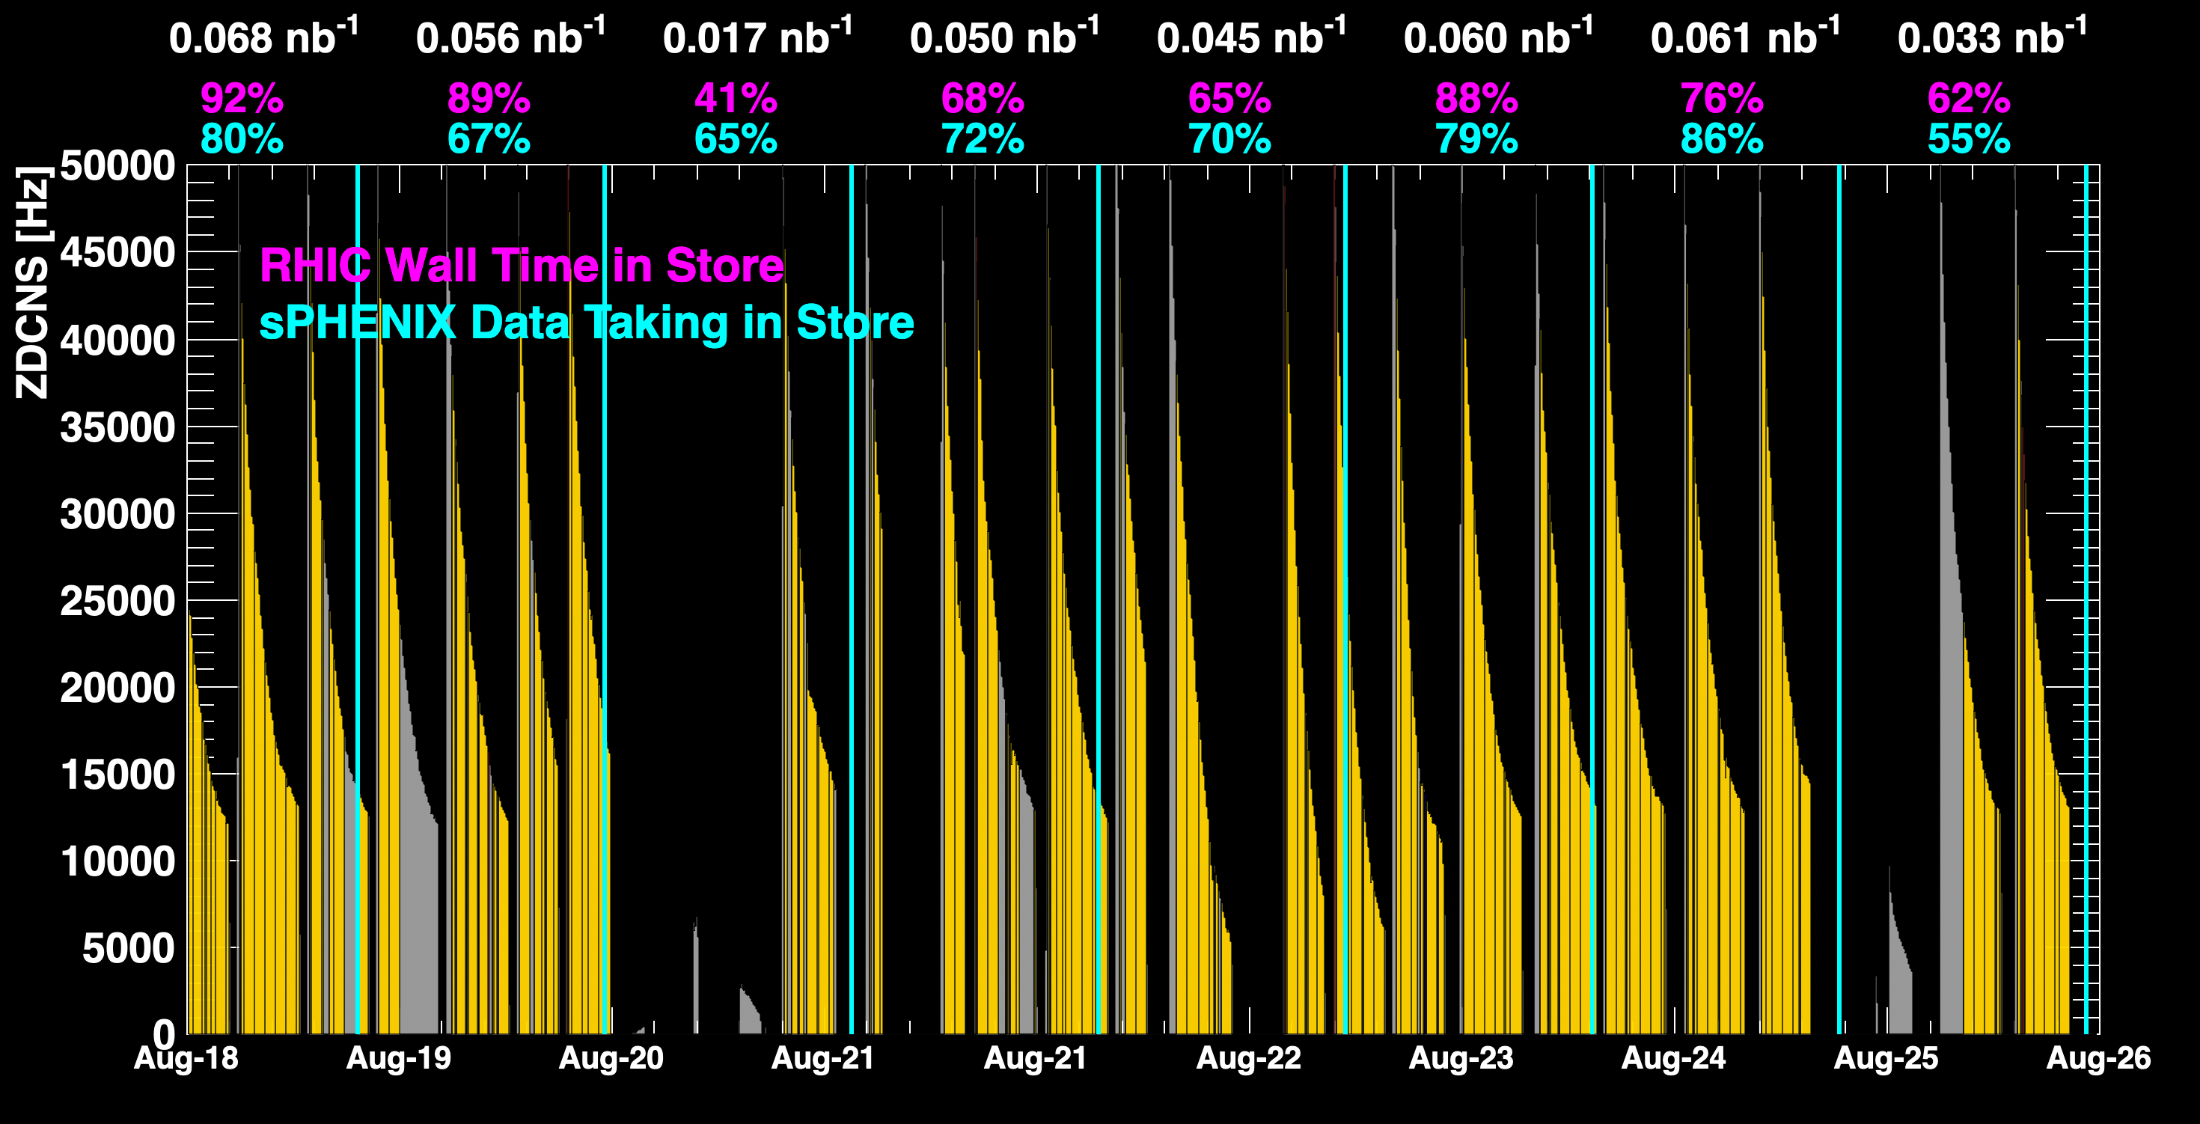 0.068 nb-1 0.056 nb-1 0.017 nb-1 0.050 nb-1 0.045 nb-1 0.060 nb-1 0.061 nb-1 0.033 nb-1
92% 89% 41% 68% 65% 88% 76% 62%
80% 67% 65% 72% 70% 79% 86% 55%
ZDCNS [Hz]
50000
45000
40000
35000
30000
25000
20000
15000
10000
5000
0
RHIC Wall Time in Store
sPHENIX Data Taking in Store
Aug-18 Aug-19 Aug-20 Aug-21 Aug-21 Aug-22 Aug-23 Aug-24 Aug-25 Aug-26